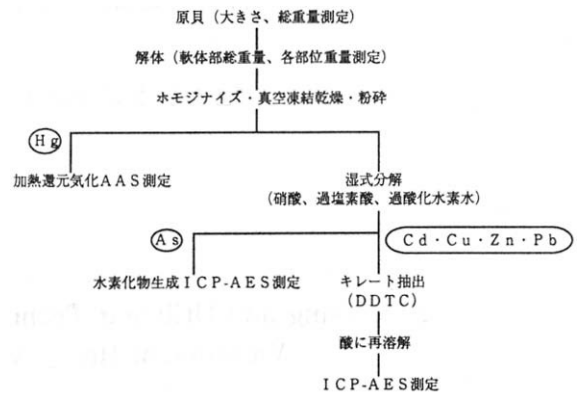 原貝（大きさ、総重量測定）
解体（軟体部総重量、各部位重量測定）
ホモジナイズ・真空凍結乾燥・粉砕
Hg
加熱還元気化AAS測定
湿式分解
（硝酸、過塩素酸、過酸化水素水）
As
Cd・Cu・Zn・Pb
水素化物生成ICP-AES測定
キレート抽出
（DDTC）
酸に再溶解
ICP-AES測定